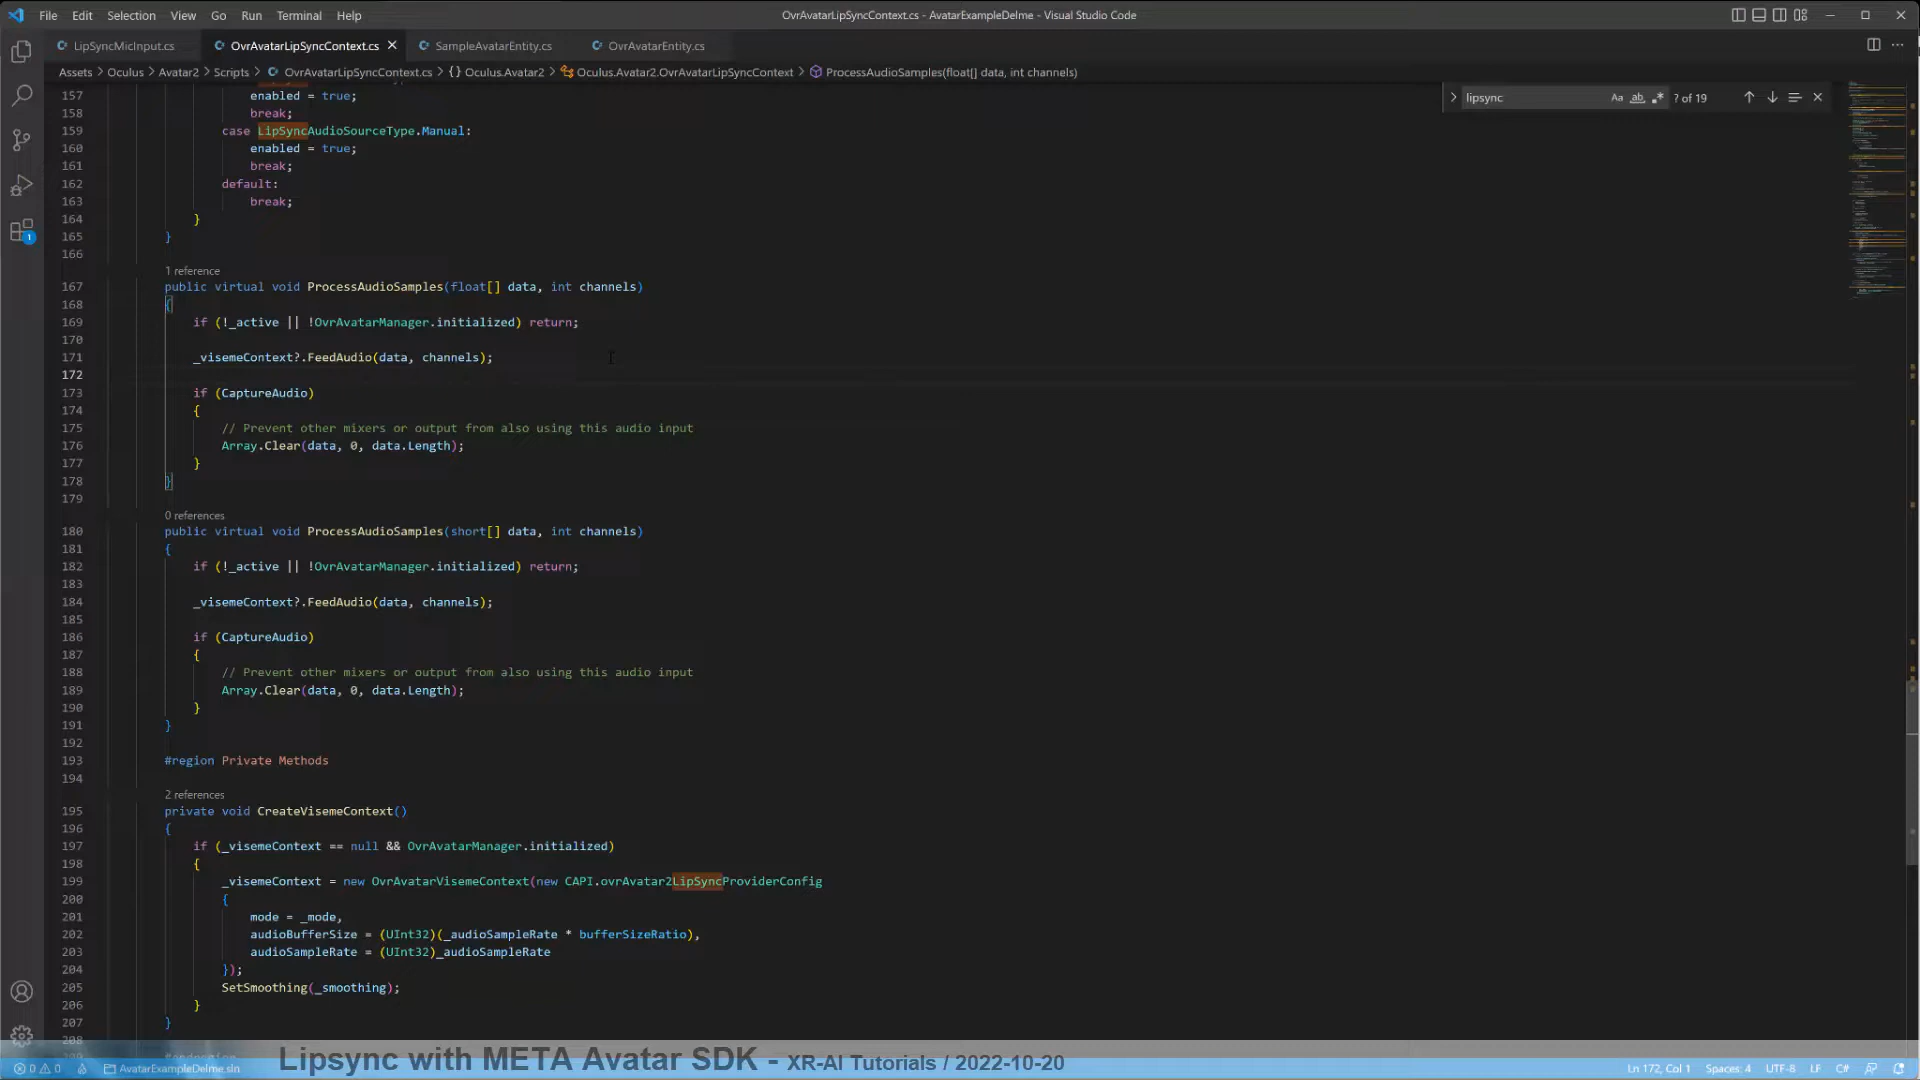 File Edit Selection View Go Run Terminal Help OvrAvatarLipSyncContext.cs - AvatarExampleDelme - Visual Studio Code
LipSyncMicInput.cs OvrAvatarLipSyncContext.cs SampleAvatarEntity.cs OvrAvatarEntity.cs
Assets > Oculus > Avatar2 > Scripts > OvrAvatarLipSyncContext.cs > {} Oculus.Avatar2 > Oculus.Avatar2.OvrAvatarLipSyncContext > ProcessAudioSamples(float[] data, int channels)
lipsync Aa ab .* ? of 19
157 enabled = true;
158 break;
159 case LipSyncAudioSourceType.Manual:
160 enabled = true;
161 break;
162 default:
163 break;
164 }
165 }
166
1 reference
167 public virtual void ProcessAudioSamples(float[] data, int channels)
168 {
169 if (!_active || !OvrAvatarManager.initialized) return;
170
171 _visemeContext?.FeedAudio(data, channels);
172
173 if (CaptureAudio)
174 {
175 // Prevent other mixers or output from also using this audio input
176 Array.Clear(data, 0, data.Length);
177 }
178 }
179
0 references
180 public virtual void ProcessAudioSamples(short[] data, int channels)
181 {
182 if (!_active || !OvrAvatarManager.initialized) return;
183
184 _visemeContext?.FeedAudio(data, channels);
185
186 if (CaptureAudio)
187 {
188 // Prevent other mixers or output from also using this audio input
189 Array.Clear(data, 0, data.Length);
190 }
191 }
192
193 #region Private Methods
194
2 references
195 private void CreateVisemeContext()
196 {
197 if (_visemeContext == null && OvrAvatarManager.initialized)
198 {
199 _visemeContext = new OvrAvatarVisemeContext(new CAPI.ovrAvatar2LipSyncProviderConfig
200 {
201 mode = _mode,
202 audioBufferSize = (UInt32)(_audioSampleRate * bufferSizeRatio),
203 audioSampleRate = (UInt32)_audioSampleRate
204 });
205 SetSmoothing(_smoothing);
206 }
207 }
208
#endregion
Lipsync with META Avatar SDK - XR-AI Tutorials / 2022-10-20
0 0 AvatarExampleDelme.sln Ln 172, Col 1 Spaces: 4 UTF-8 LF C#